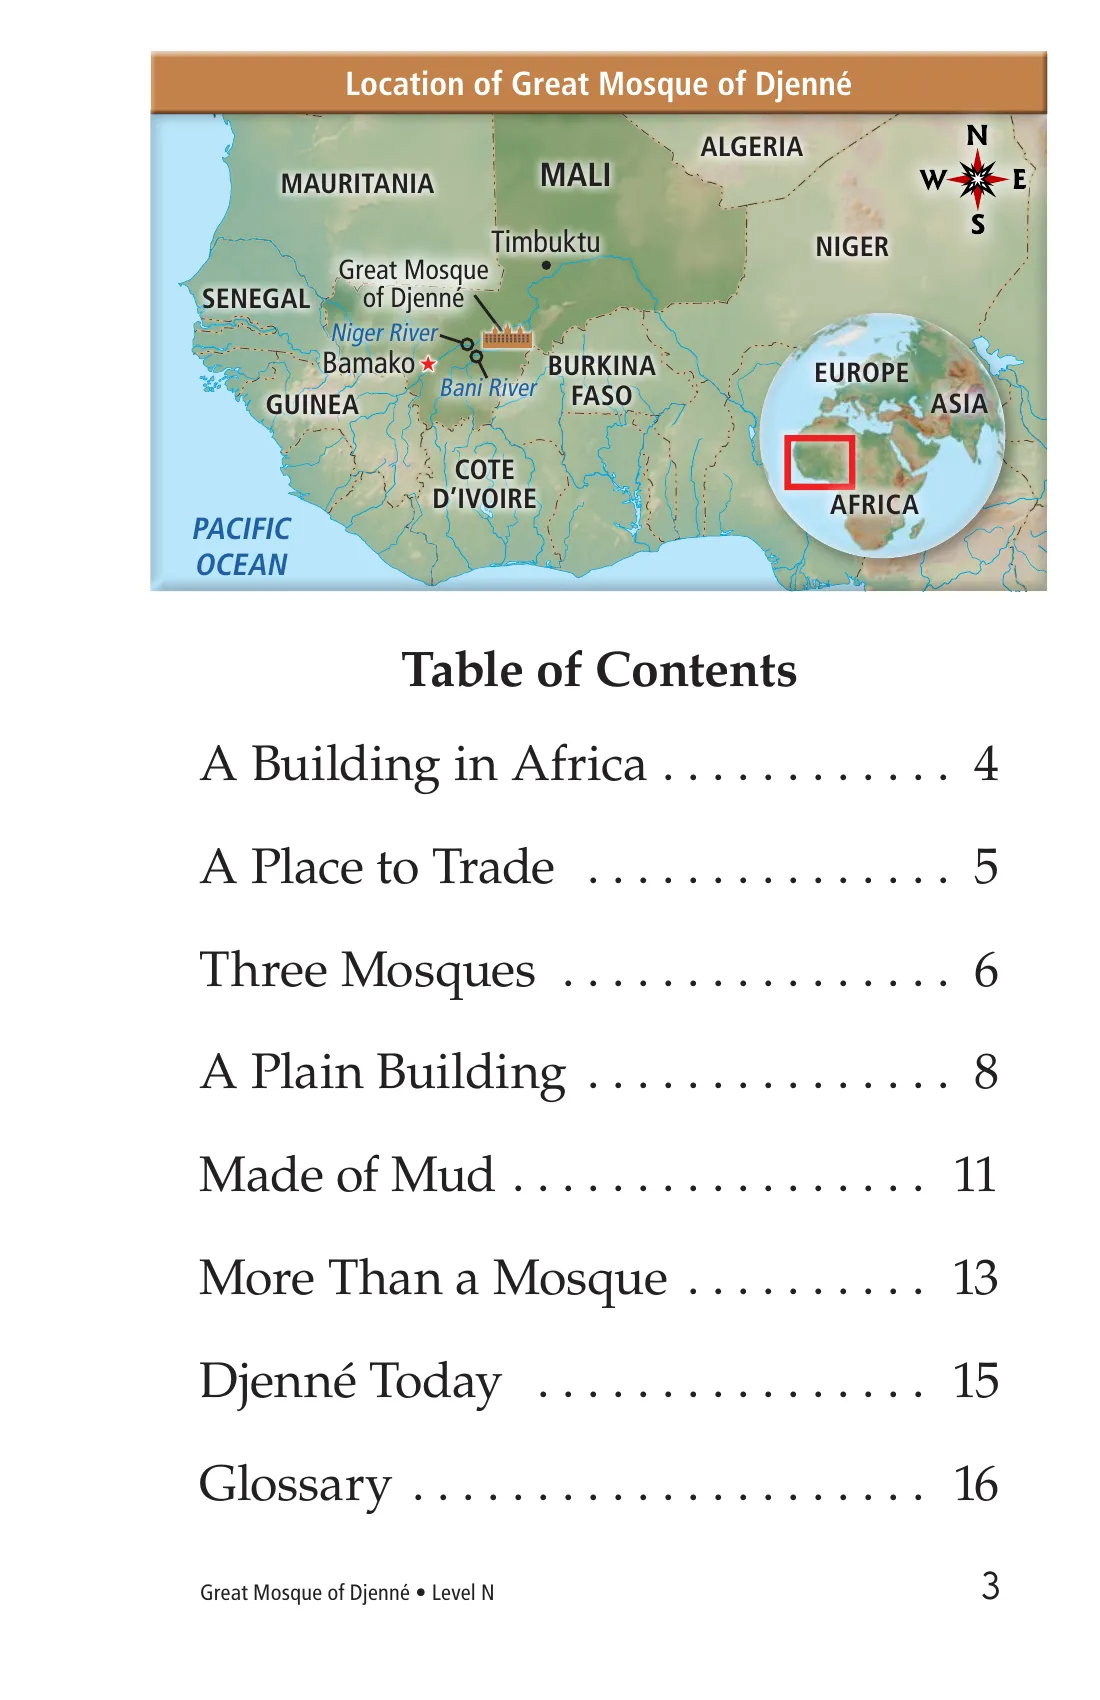 Location of Great Mosque of Djenné
ALGERIA
N
W E
S
MAURITANIA
MALI
NIGER
Timbuktu
Great Mosque
of Djenné
SENEGAL
Niger River
Bamako
Bani River
BURKINA
FASO
GUINEA
COTE
D’IVOIRE
PACIFIC
OCEAN
EUROPE
ASIA
AFRICA
Table of Contents
A Building in Africa . . . . . . . . . . . . 4
A Place to Trade . . . . . . . . . . . . . . . 5
Three Mosques . . . . . . . . . . . . . . . . 6
A Plain Building . . . . . . . . . . . . . . . 8
Made of Mud . . . . . . . . . . . . . . . . . 11
More Than a Mosque . . . . . . . . . . 13
Djenné Today . . . . . . . . . . . . . . . . 15
Glossary . . . . . . . . . . . . . . . . . . . . . 16
Great Mosque of Djenné • Level N
3